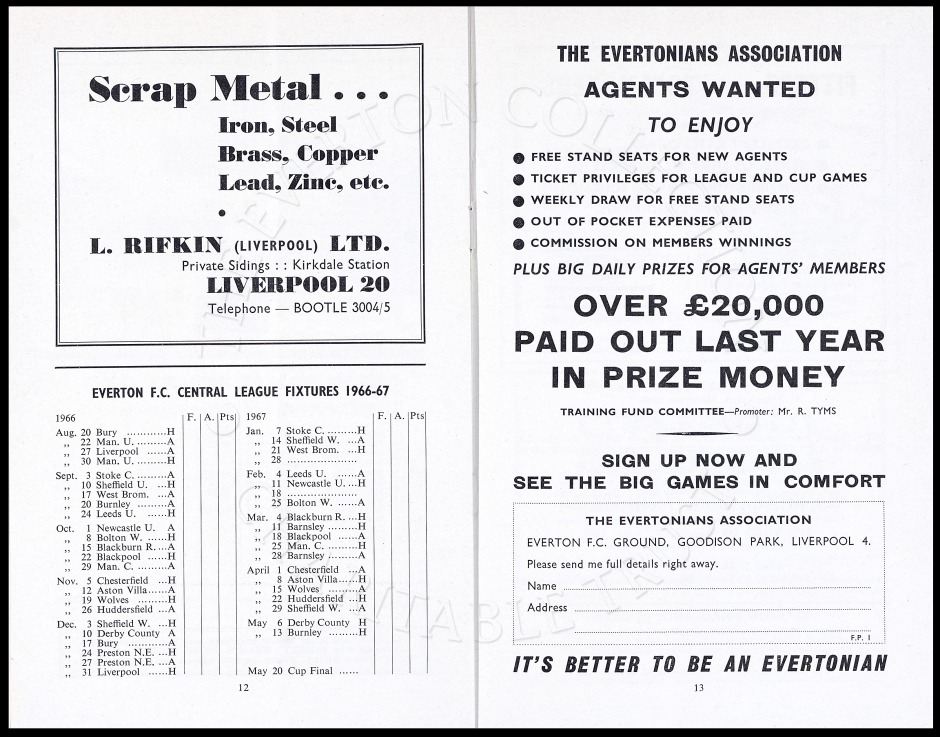 Scrap Metal . . .
Iron, Steel
Brass, Copper
Lead, Zinc, etc.
•
L. RIFKIN (LIVERPOOL) LTD.
Private Sidings : : Kirkdale Station
LIVERPOOL 20
Telephone — BOOTLE 3004/5
EVERTON F.C. CENTRAL LEAGUE FIXTURES 1966-67
1966 F. A. Pts
Aug. 20 Bury ............H
,, 22 Man. U. .........A
,, 27 Liverpool ......A
,, 30 Man. U. .........H
Sept. 3 Stoke C. .........A
,, 10 Sheffield U. ...H
,, 17 West Brom. ...A
,, 20 Burnley .........A
,, 24 Leeds U. ......H
Oct. 1 Newcastle U. A
,, 8 Bolton W. ......H
,, 15 Blackburn R. ...A
,, 22 Blackpool ......H
,, 29 Man. C. .........A
Nov. 5 Chesterfield ...H
,, 12 Aston Villa......A
,, 19 Wolves .........H
,, 26 Huddersfield ...A
Dec. 3 Sheffield W. ...H
,, 10 Derby County A
,, 17 Bury ............A
,, 24 Preston N.E. ...H
,, 27 Preston N.E. ...A
,, 31 Liverpool ......H
1967 F. A. Pts
Jan. 7 Stoke C. .........H
,, 14 Sheffield W. ...A
,, 21 West Brom. ...H
,, 28 ..................
Feb. 4 Leeds U. ......A
,, 11 Newcastle U. ...H
,, 18 ..................
,, 25 Bolton W. ......A
Mar. 4 Blackburn R. ...H
,, 11 Barnsley .........H
,, 18 Blackpool ......A
,, 25 Man. C. .........H
,, 28 Barnsley .........A
April 1 Chesterfield ...A
,, 8 Aston Villa......H
,, 15 Wolves .........A
,, 22 Huddersfield ...H
,, 29 Sheffield W. ...A
May 6 Derby County H
,, 13 Burnley .........H
May 20 Cup Final ......
12
THE EVERTONIANS ASSOCIATION
AGENTS WANTED
TO ENJOY
● FREE STAND SEATS FOR NEW AGENTS
● TICKET PRIVILEGES FOR LEAGUE AND CUP GAMES
● WEEKLY DRAW FOR FREE STAND SEATS
● OUT OF POCKET EXPENSES PAID
● COMMISSION ON MEMBERS WINNINGS
PLUS BIG DAILY PRIZES FOR AGENTS' MEMBERS
OVER £20,000
PAID OUT LAST YEAR
IN PRIZE MONEY
TRAINING FUND COMMITTEE—Promoter: Mr. R. TYMS
SIGN UP NOW AND
SEE THE BIG GAMES IN COMFORT
THE EVERTONIANS ASSOCIATION
EVERTON F.C. GROUND, GOODISON PARK, LIVERPOOL 4.
Please send me full details right away.
Name
Address
F.P. 1
IT'S BETTER TO BE AN EVERTONIAN
13
THE EVERTON COLLECTION CHARITABLE TRUST